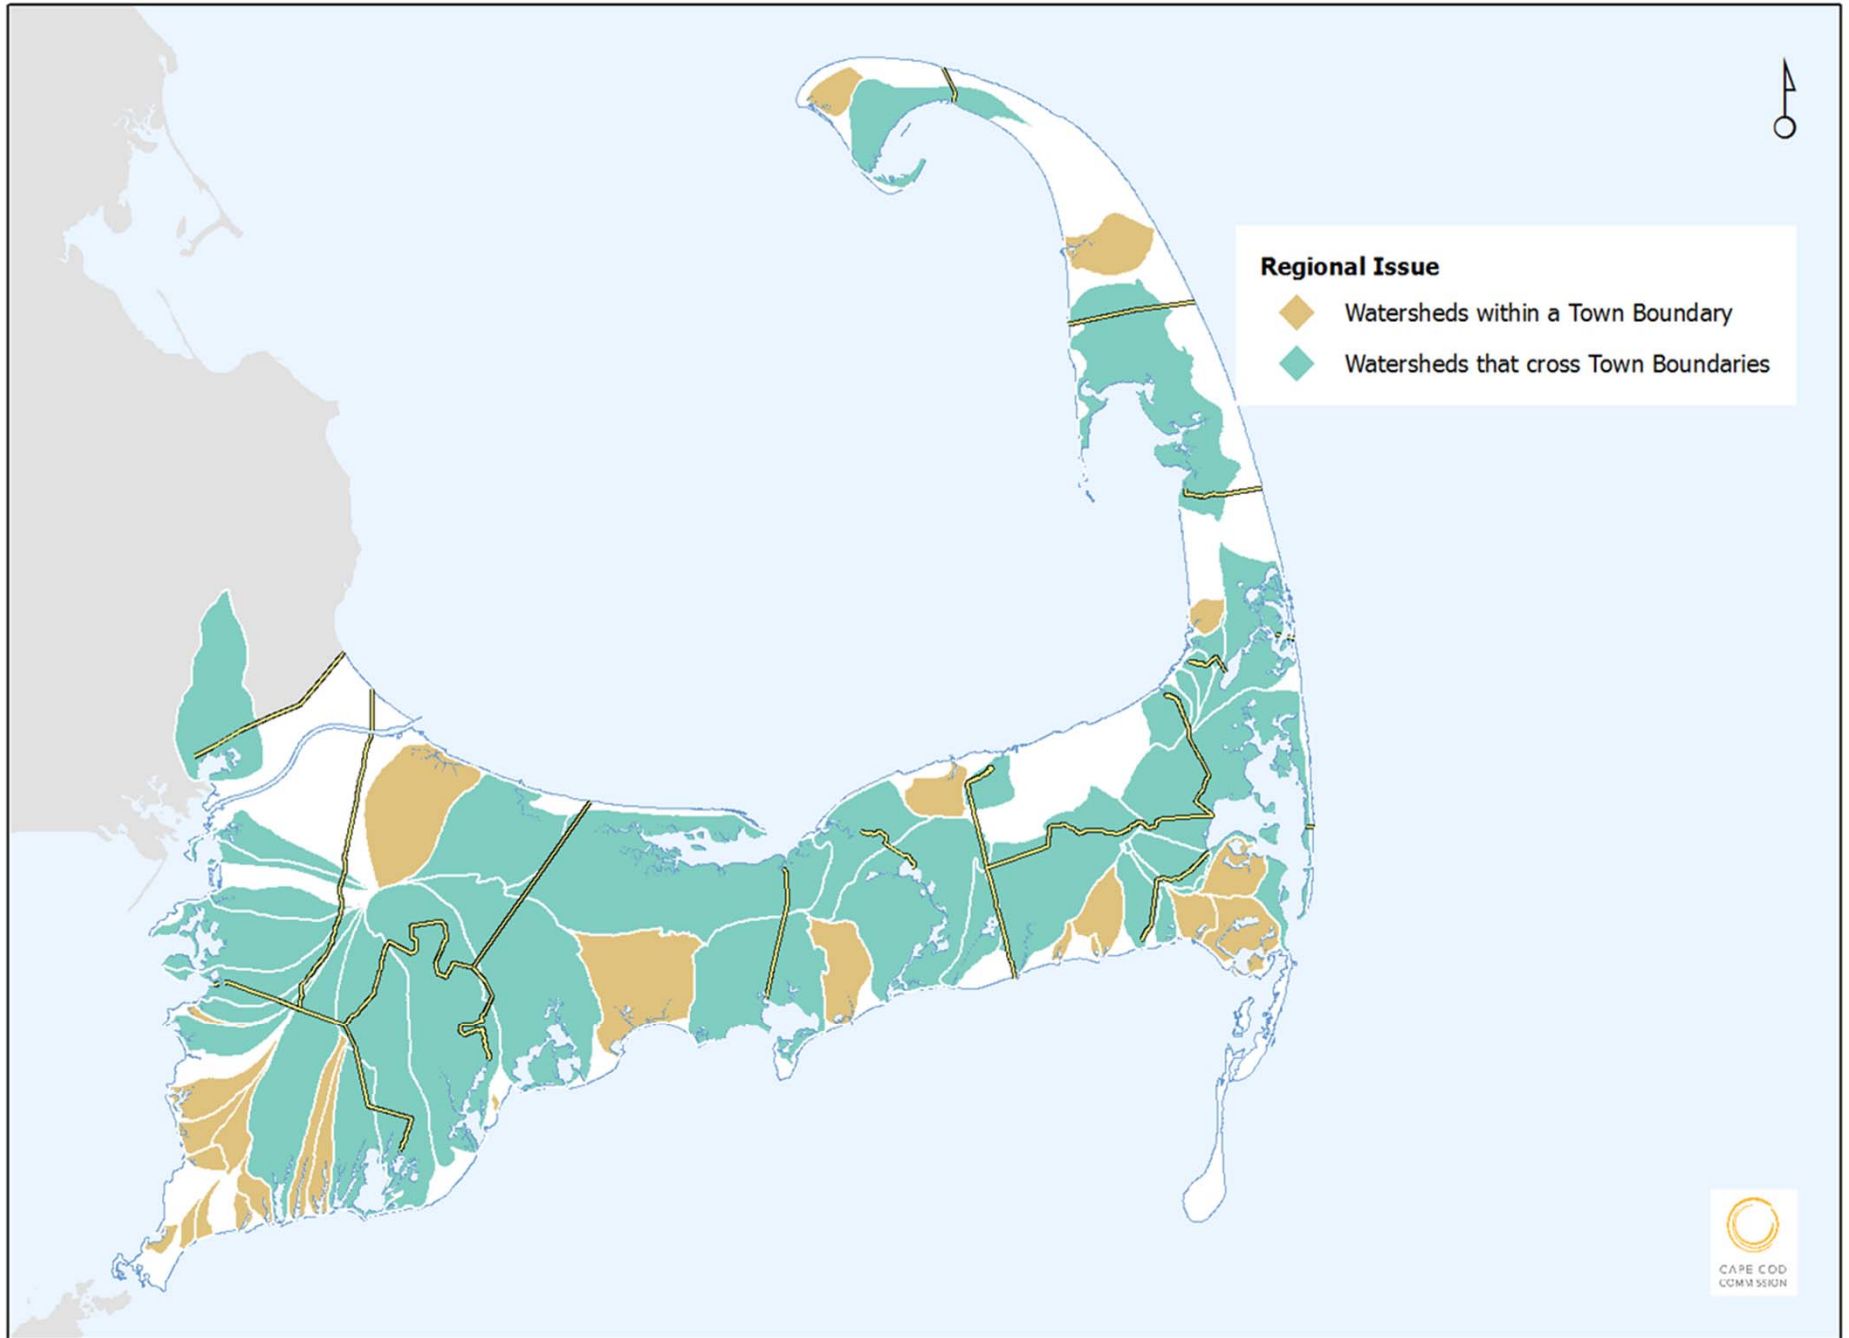 Regional Issue
Watersheds within a Town Boundary
Watersheds that cross Town Boundaries
CAPE COD
COMMISSION